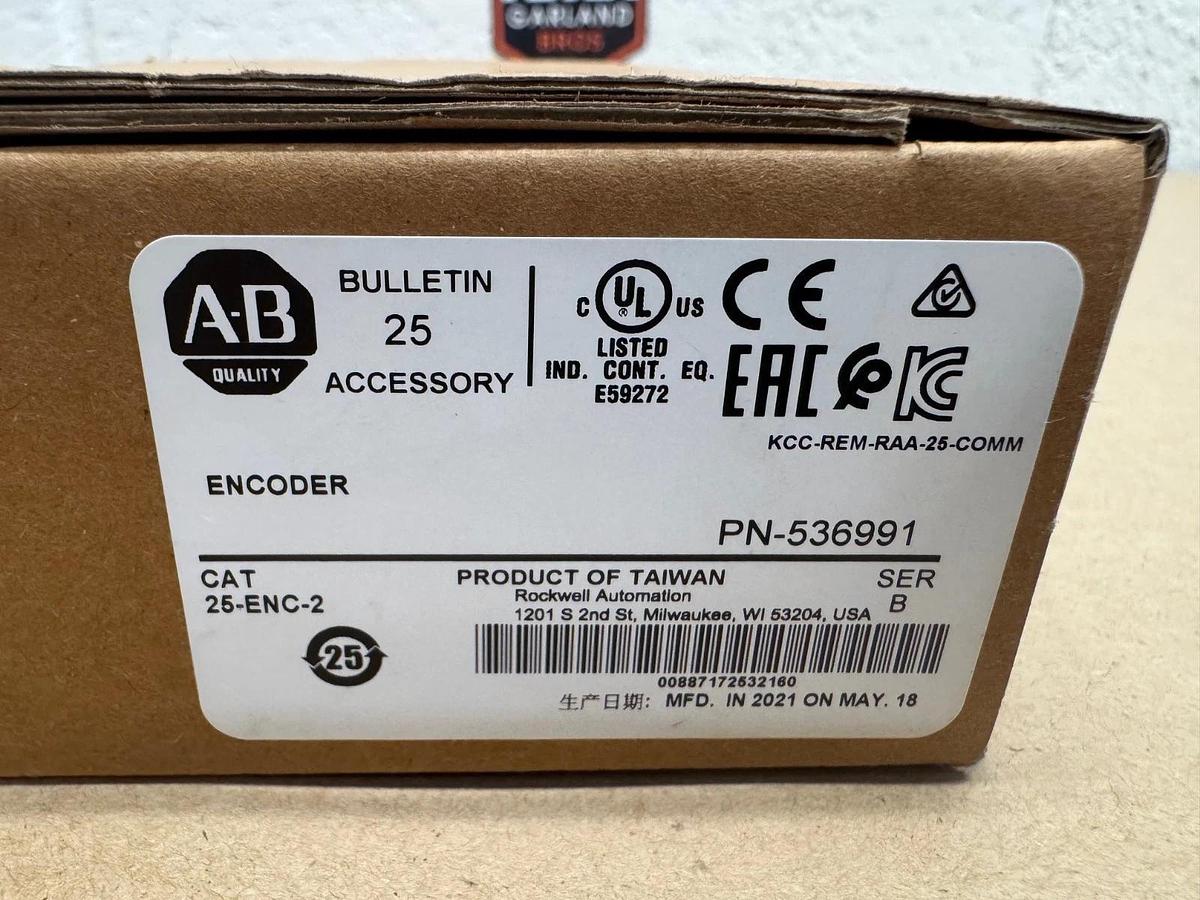 GARLAND
BROS
A-B
QUALITY
BULLETIN
25
ACCESSORY
C UL US
®
LISTED
IND. CONT. EQ.
E59272
CE
EAC
KC
KCC-REM-RAA-25-COMM
ENCODER
PN-536991
CAT
25-ENC-2
PRODUCT OF TAIWAN
Rockwell Automation
1201 S 2nd St, Milwaukee, WI 53204, USA
SER
B
25
00887172532160
生产日期: MFD. IN 2021 ON MAY. 18